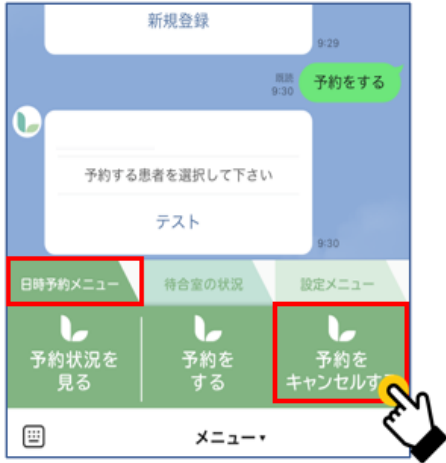 新規登録
9:29
既読
9:30
予約をする
予約する患者を選択して下さい
テスト
9:30
日時予約メニュー
待合室の状況
設定メニュー
予約状況を
見る
予約を
する
予約を
キャンセルす
メニュー▾